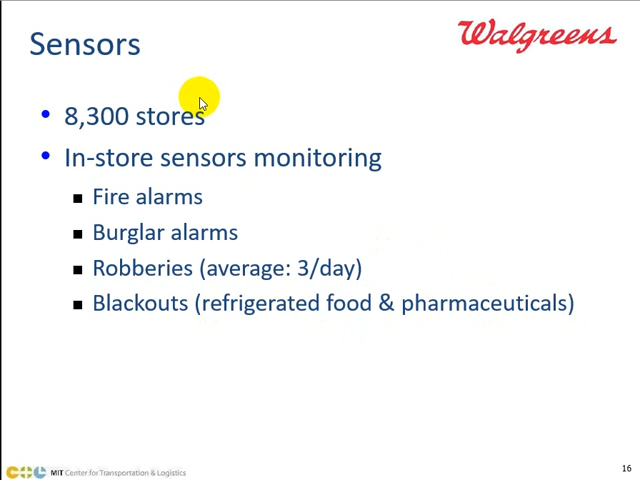 Sensors
Walgreens
• 8,300 stores
• In-store sensors monitoring
■ Fire alarms
■ Burglar alarms
■ Robberies (average: 3/day)
■ Blackouts (refrigerated food & pharmaceuticals)
MIT Center for Transportation & Logistics
16